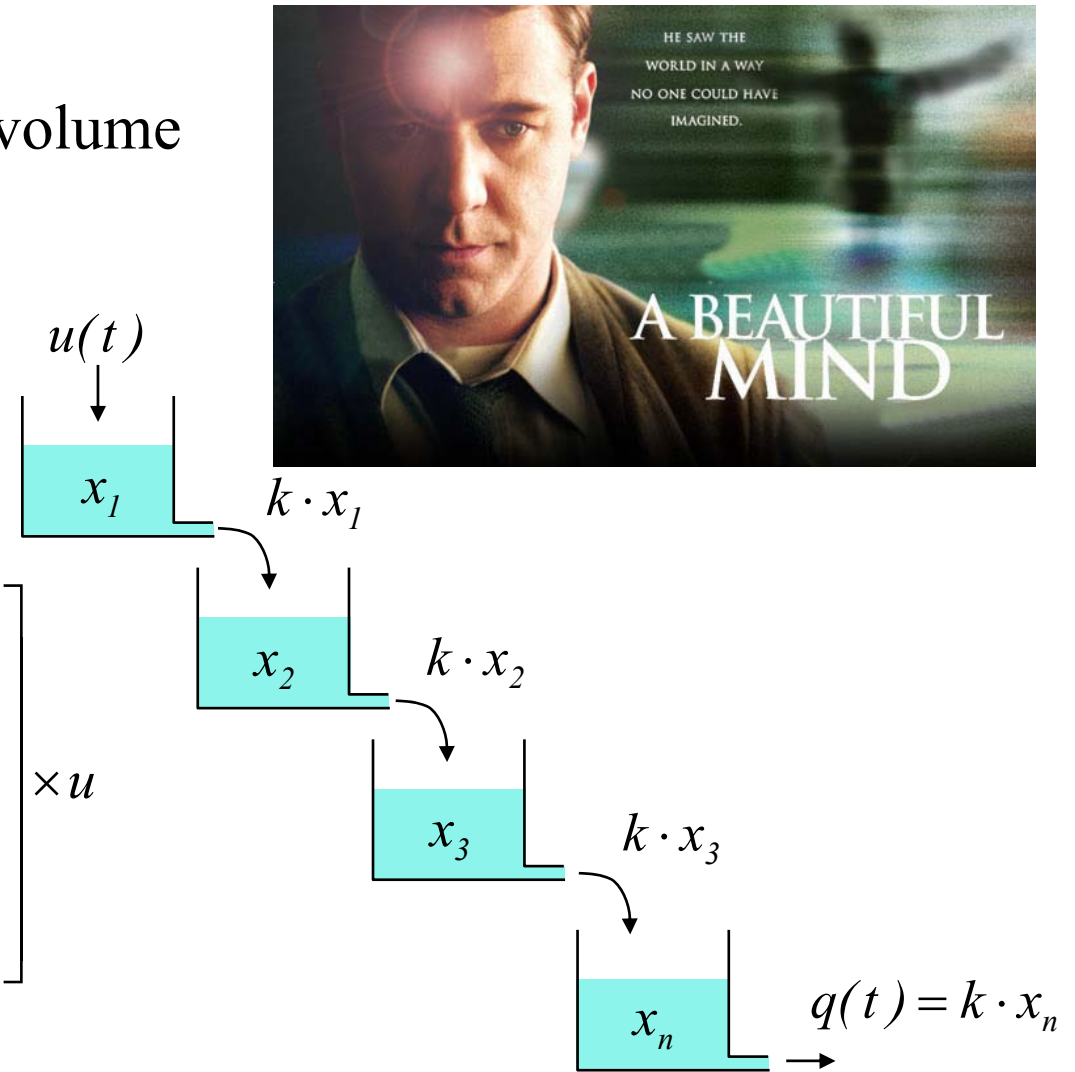 HE SAW THE
WORLD IN A WAY
NO ONE COULD HAVE
IMAGINED.
A BEAUTIFUL
MIND
volume
u(t)
x₁
k · x₁
x₂
k · x₂
× u
x₃
k · x₃
xₙ
q(t) = k · xₙ